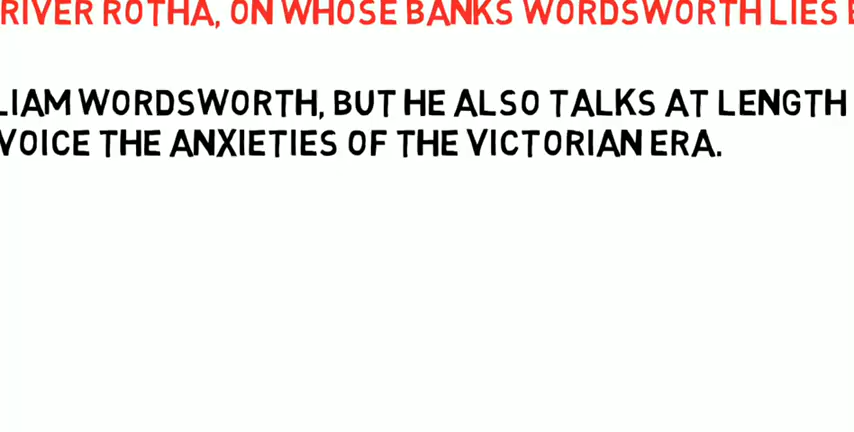 RIVER ROTHA, ON WHOSE BANKS WORDSWORTH LIES
LIAM WORDSWORTH, BUT HE ALSO TALKS AT LENGTH
VOICE THE ANXIETIES OF THE VICTORIAN ERA.